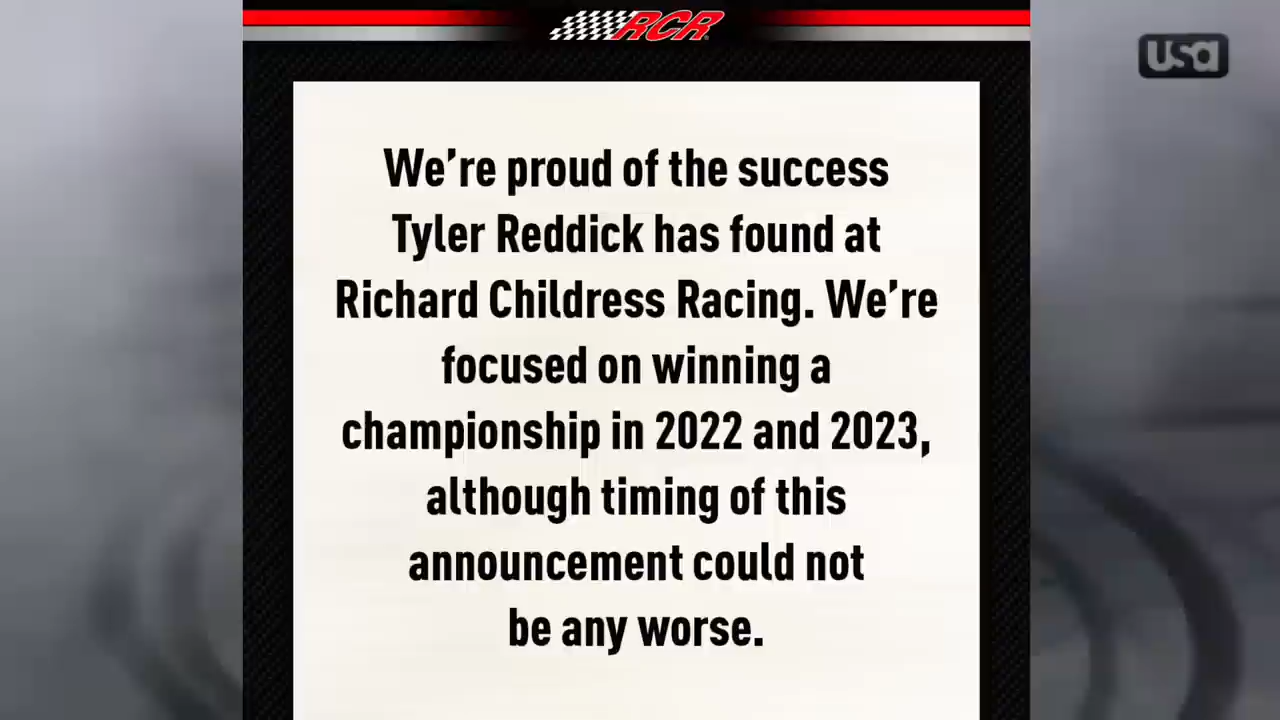 RCR
usa
We’re proud of the success
Tyler Reddick has found at
Richard Childress Racing. We’re
focused on winning a
championship in 2022 and 2023,
although timing of this
announcement could not
be any worse.